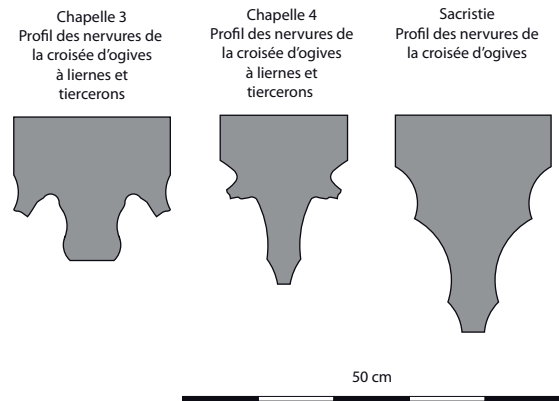 Chapelle 3
Profil des nervures de
la croisée d’ogives
à liernes et
tiercerons
Chapelle 4
Profil des nervures de
la croisée d’ogives
à liernes et
tiercerons
Sacristie
Profil des nervures de
la croisée d’ogives
50 cm